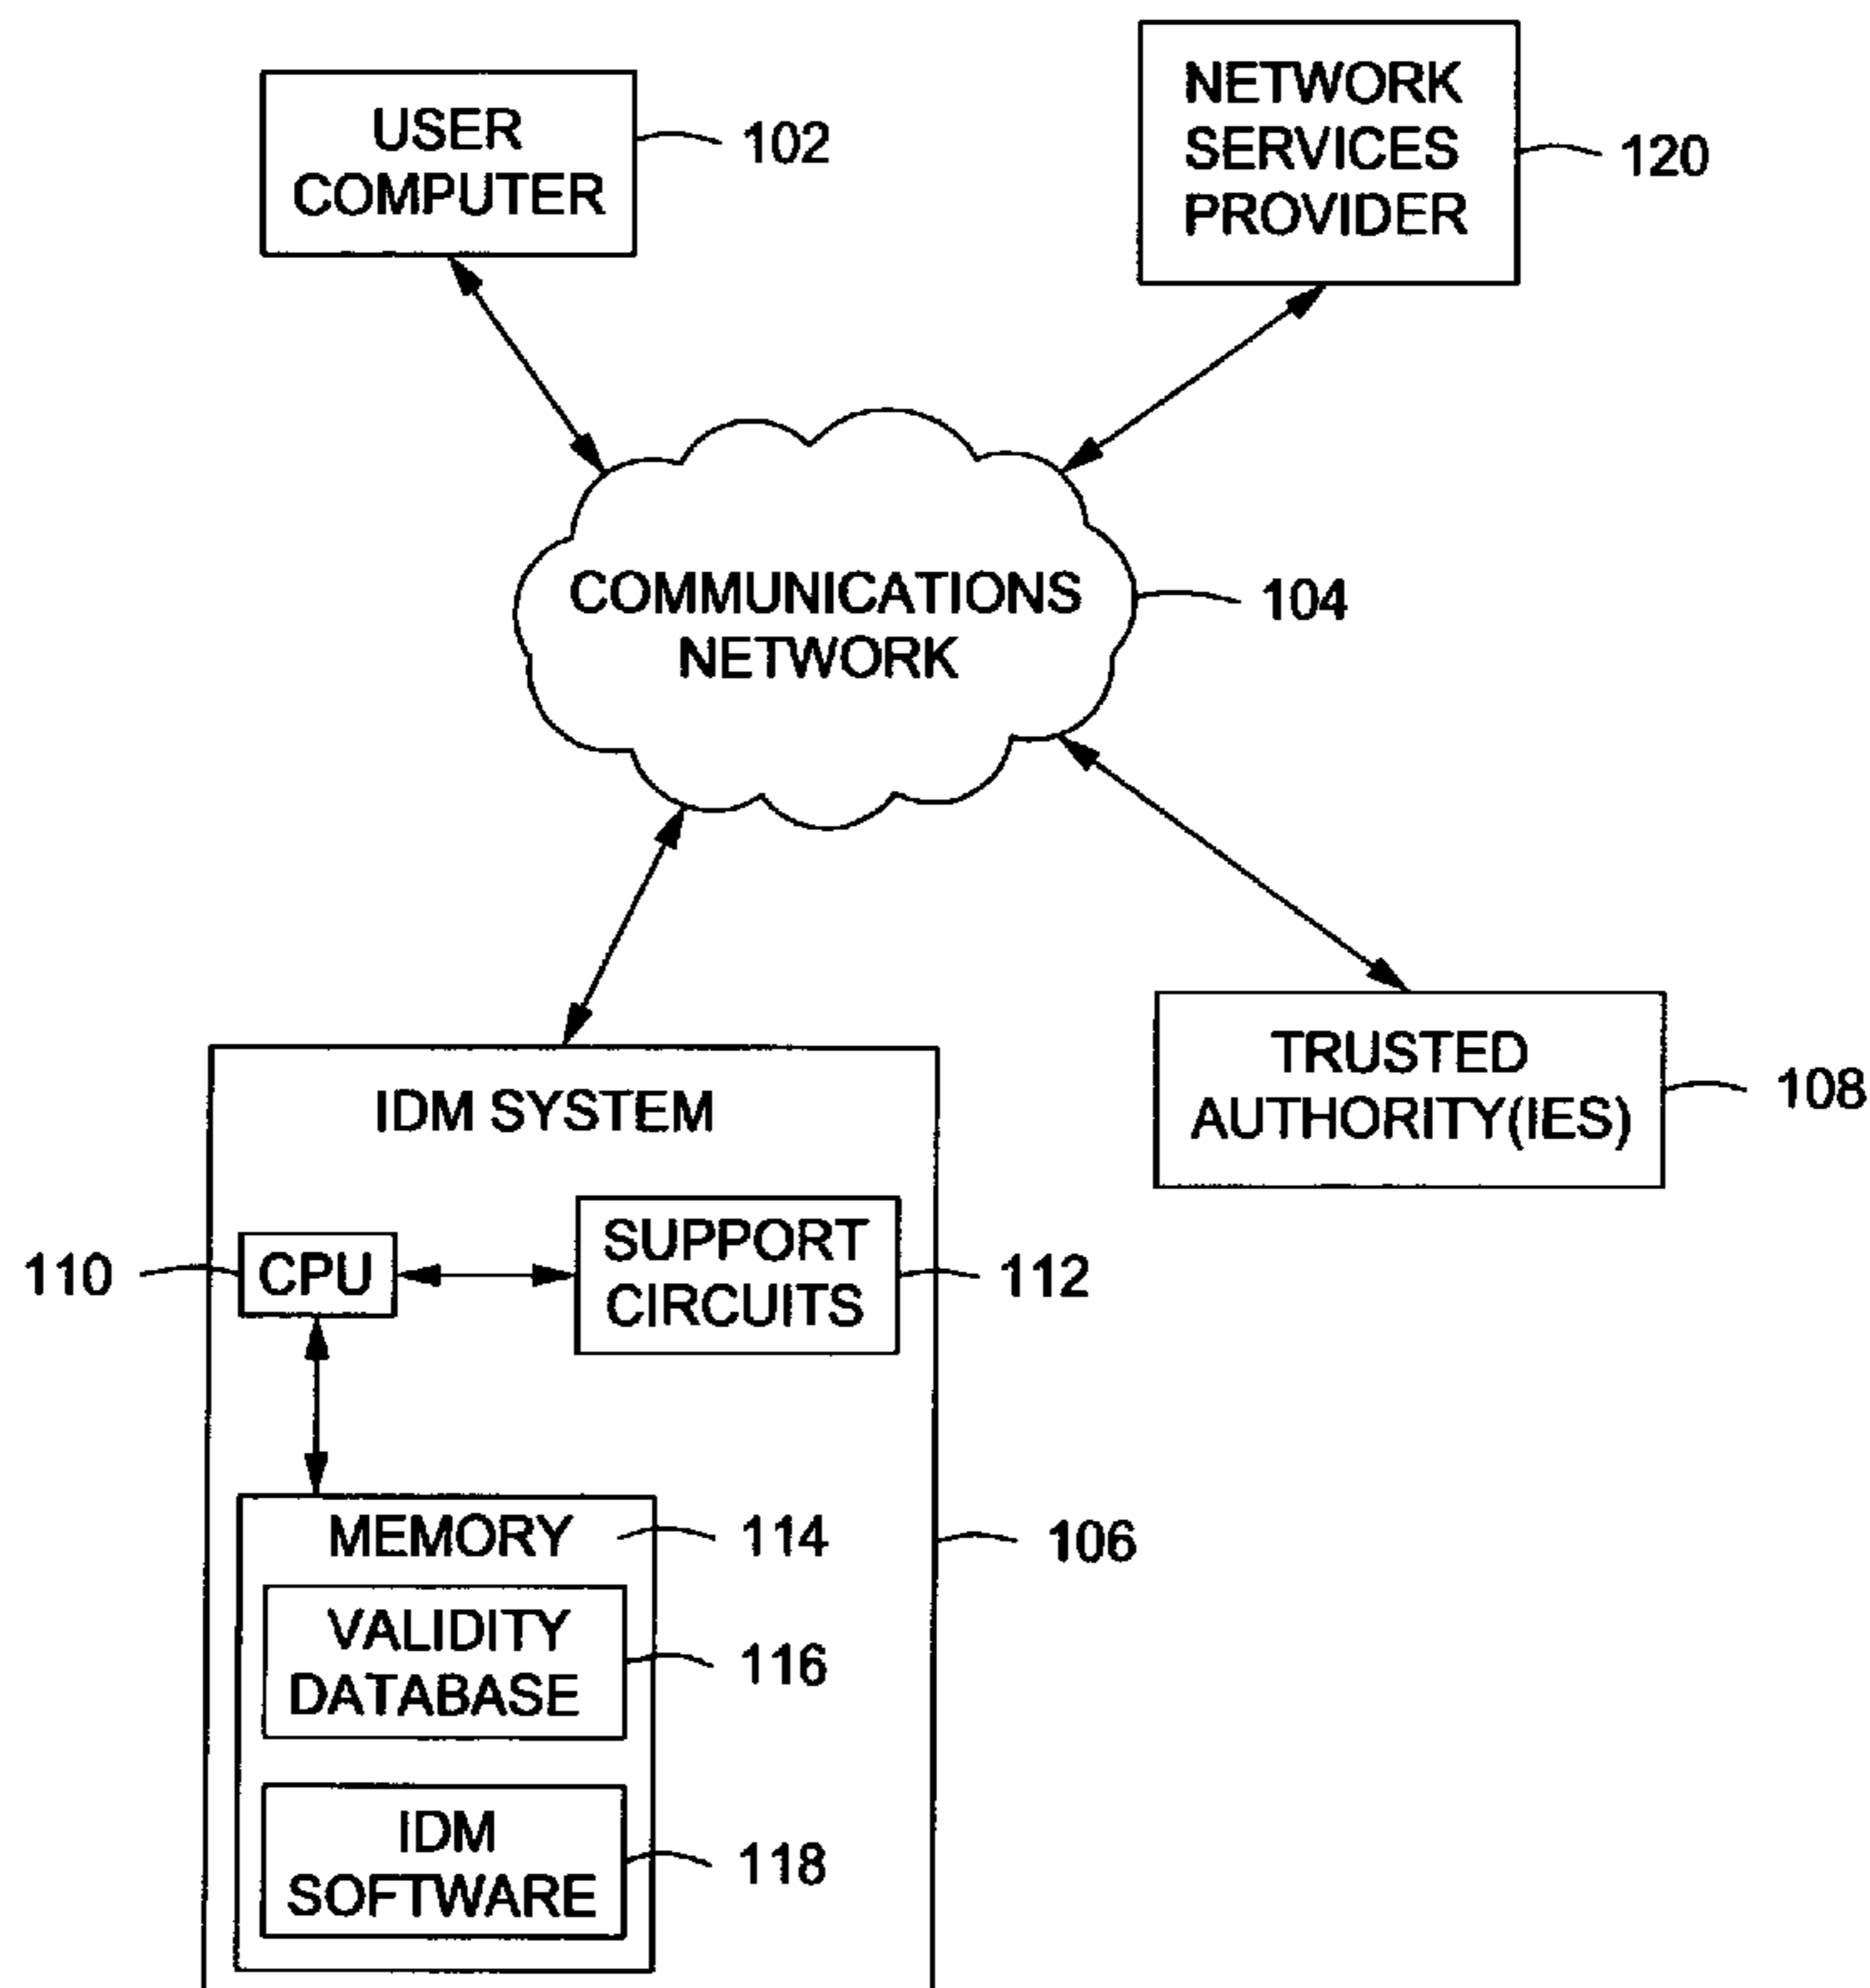 USER
COMPUTER
102
NETWORK
SERVICES
PROVIDER
120
COMMUNICATIONS
NETWORK
104
TRUSTED
AUTHORITY(IES)
108
IDM SYSTEM
110
CPU
SUPPORT
CIRCUITS
112
MEMORY
114
106
VALIDITY
DATABASE
116
IDM
SOFTWARE
118